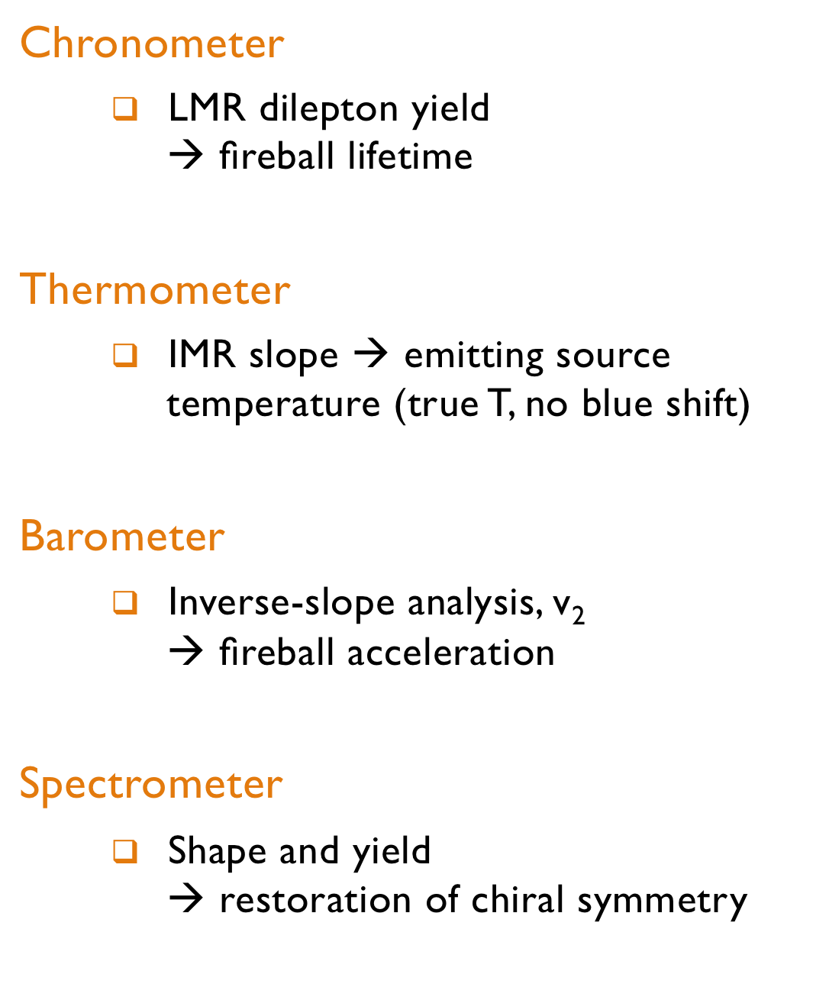 Chronometer
❑ LMR dilepton yield
→ fireball lifetime
Thermometer
❑ IMR slope → emitting source
temperature (true T, no blue shift)
Barometer
❑ Inverse-slope analysis, v₂
→ fireball acceleration
Spectrometer
❑ Shape and yield
→ restoration of chiral symmetry